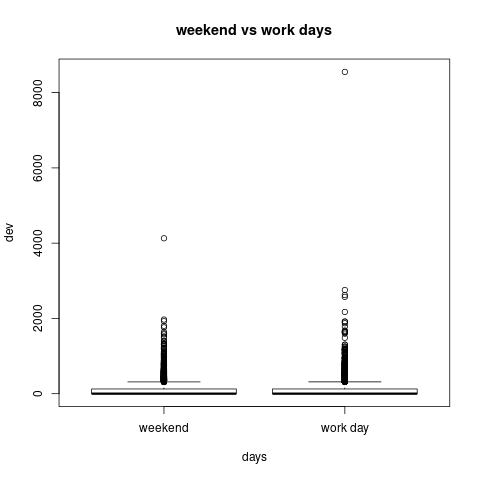 weekend vs work days
8000
6000
4000
2000
0
dev
weekend
work day
days